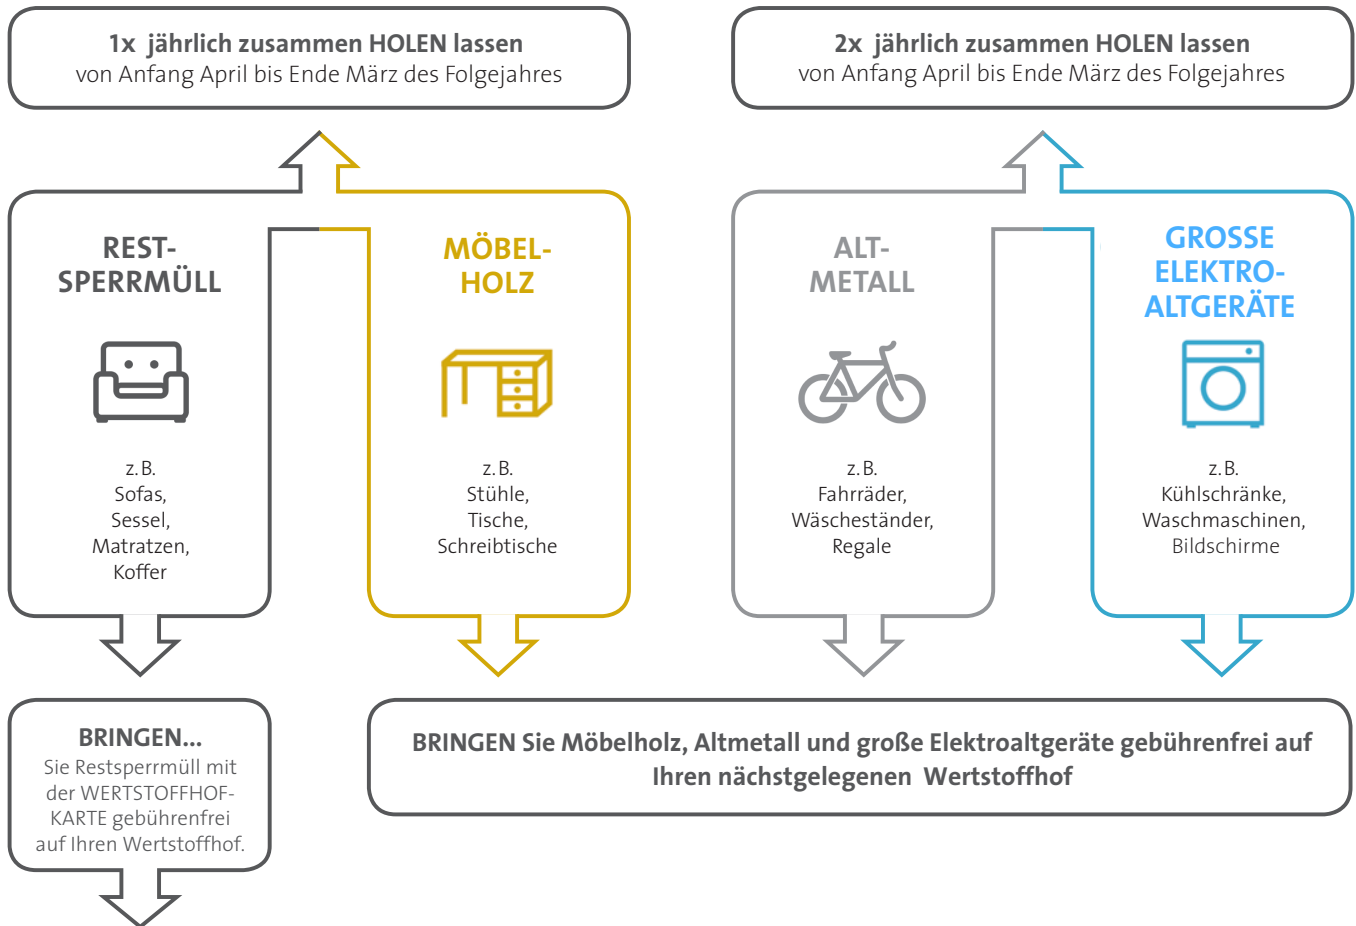 1x jährlich zusammen HOLEN lassen
von Anfang April bis Ende März des Folgejahres
2x jährlich zusammen HOLEN lassen
von Anfang April bis Ende März des Folgejahres
REST-
SPERRMÜLL
z. B.
Sofas,
Sessel,
Matratzen,
Koffer
MÖBEL-
HOLZ
z. B.
Stühle,
Tische,
Schreibtische
ALT-
METALL
z. B.
Fahrräder,
Wäscheständer,
Regale
GROSSE
ELEKTRO-
ALTGERÄTE
z. B.
Kühlschränke,
Waschmaschinen,
Bildschirme
BRINGEN...
Sie Restsperrmüll mit
der WERTSTOFFHOF-
KARTE gebührenfrei
auf Ihren Wertstoffhof.
BRINGEN Sie Möbelholz, Altmetall und große Elektroaltgeräte gebührenfrei auf
Ihren nächstgelegenen Wertstoffhof